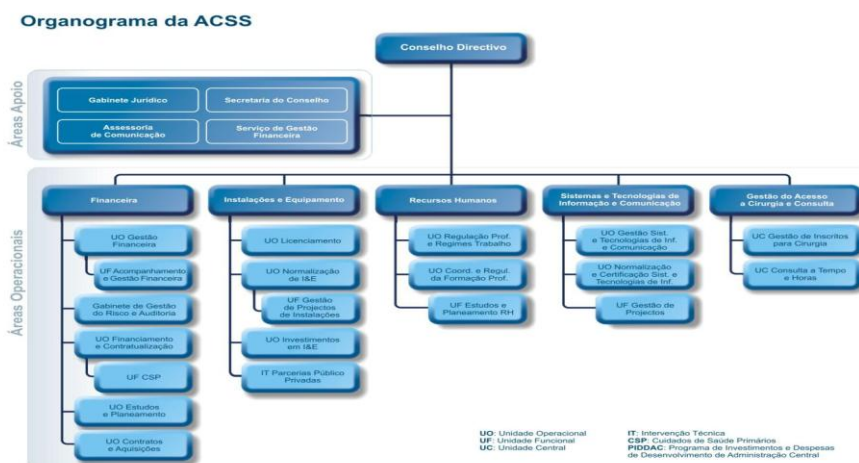 Organograma da ACSS
Conselho Directivo
Áreas Apoio
Gabinete Jurídico
Secretaria do Conselho
Assessoria
de Comunicação
Serviço de Gestão
Financeira
Áreas Operacionais
Financeira
UO Gestão
Financeira
UF Acompanhamento
e Gestão Financeira
Gabinete de Gestão
do Risco e Auditoria
UO Financiamento
e Contratualização
UF CSP
UO Estudos
e Planeamento
UO Contratos
e Aquisições
Instalações e Equipamento
UO Licenciamento
UO Normalização
de I&E
UF Gestão
de Projectos
de Instalações
UO Investimentos
em I&E
IT Parcerias Público
Privadas
Recursos Humanos
UO Regulação Prof.
e Regimes Trabalho
UO Coord. e Regul.
da Formação Prof.
UF Estudos e
Planeamento RH
Sistemas e Tecnologias de
Informação e Comunicação
UO Gestão Sist.
e Tecnologias de Inf.
e Comunicação
UO Normalização
e Certificação Sist. e
Tecnologias de Inf.
UF Gestão de
Projectos
Gestão do Acesso
a Cirurgia e Consulta
UC Gestão de Inscritos
para Cirurgia
UC Consulta a Tempo
e Horas
UO: Unidade Operacional
UF: Unidade Funcional
UC: Unidade Central
IT: Intervenção Técnica
CSP: Cuidados de Saúde Primários
PIDDAC: Programa de Investimentos e Despesas
de Desenvolvimento de Administração Central